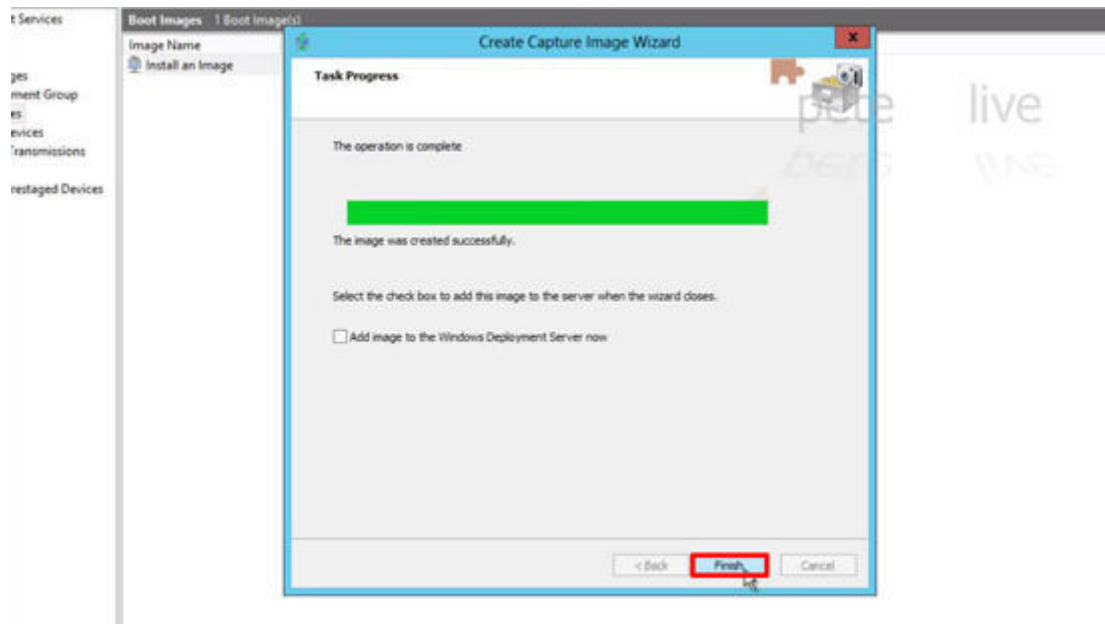 t Services
ges
ment Group
es
evices
Transmissions
restaged Devices
Boot Images 1 Boot Image(s)
Image Name
Install an Image
Create Capture Image Wizard
x
Task Progress
pete live
The operation is complete
The image was created successfully.
Select the check box to add this image to the server when the wizard closes.
Add image to the Windows Deployment Server now
< Back Finish Cancel